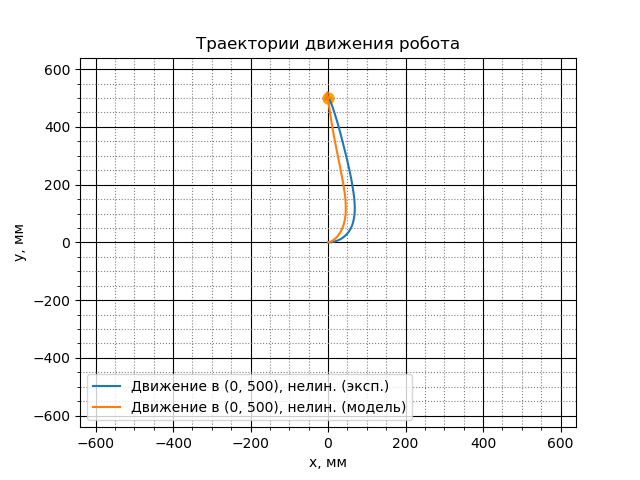 Траектории движения робота
600
400
200
0
−200
−400
−600
y, мм
Движение в (0, 500), нелин. (эксп.)
Движение в (0, 500), нелин. (модель)
−600 −400 −200 0 200 400 600
x, мм